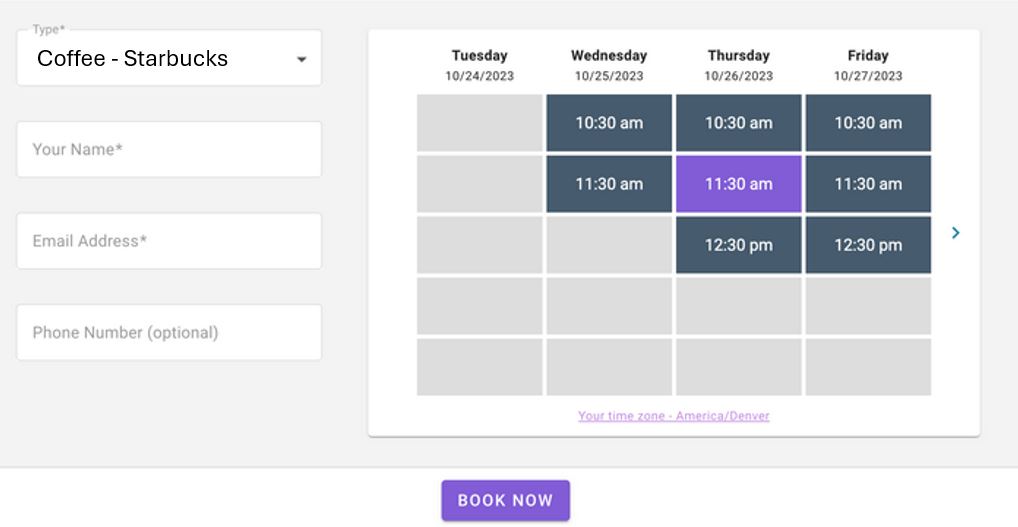 Type*
Coffee - Starbucks
Your Name*
Email Address*
Phone Number (optional)
Tuesday Wednesday Thursday Friday
10/24/2023 10/25/2023 10/26/2023 10/27/2023
10:30 am 10:30 am 10:30 am
11:30 am 11:30 am 11:30 am
12:30 pm 12:30 pm
Your time zone - America/Denver
BOOK NOW